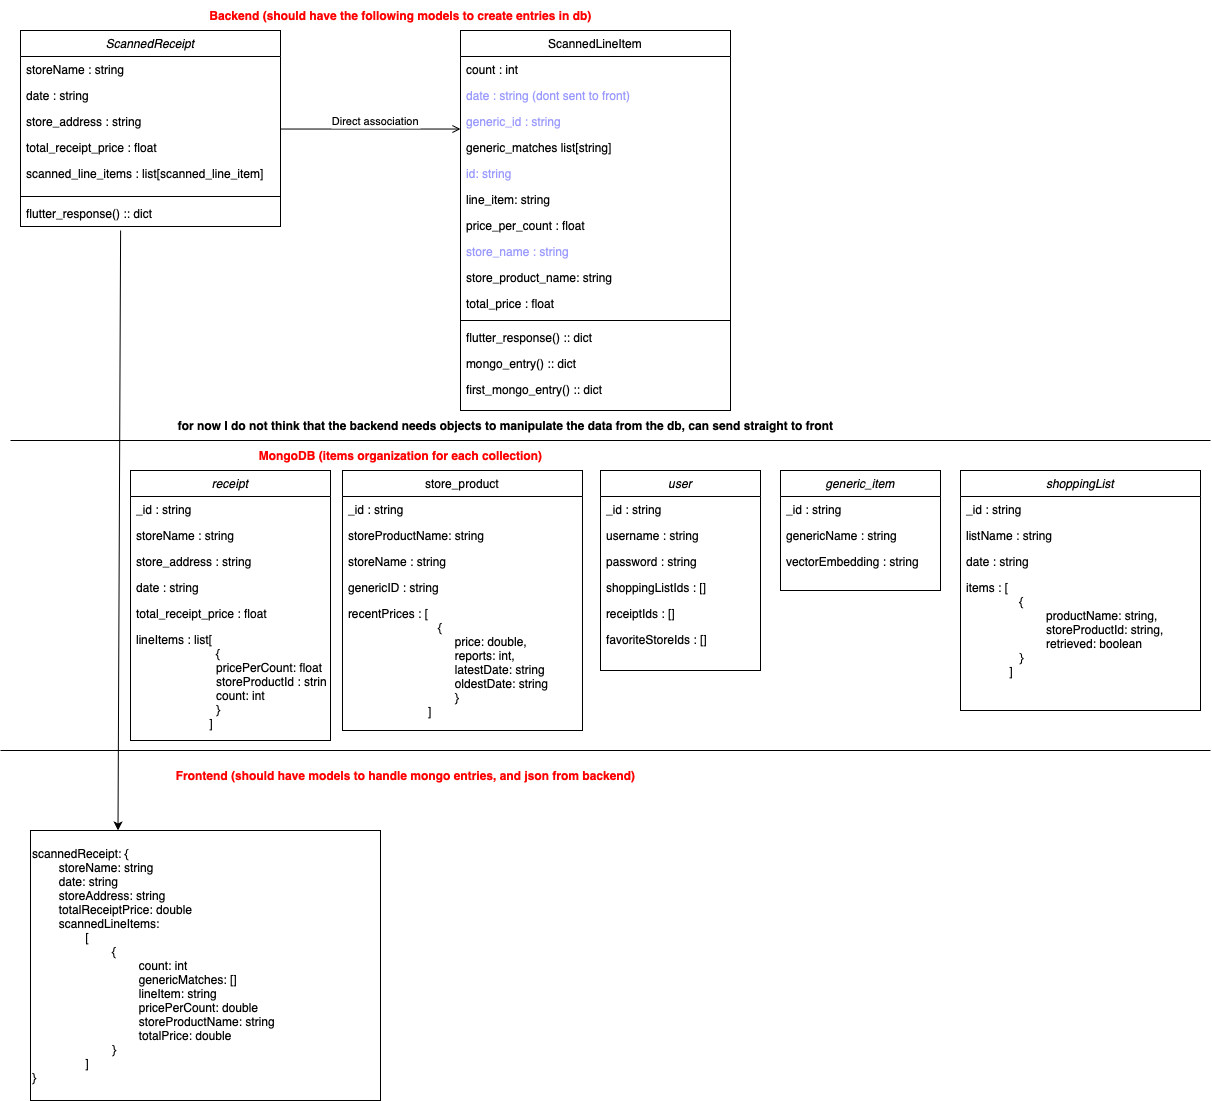 Backend (should have the following models to create entries in db)
ScannedReceipt
storeName : string
date : string
store_address : string
total_receipt_price : float
scanned_line_items : list[scanned_line_item]
flutter_response() :: dict
Direct association
ScannedLineItem
count : int
date : string (dont sent to front)
generic_id : string
generic_matches list[string]
id: string
line_item: string
price_per_count : float
store_name : string
store_product_name: string
total_price : float
flutter_response() :: dict
mongo_entry() :: dict
first_mongo_entry() :: dict
for now I do not think that the backend needs objects to manipulate the data from the db, can send straight to front
MongoDB (items organization for each collection)
receipt
_id : string
storeName : string
store_address : string
date : string
total_receipt_price : float
lineItems : list[
{
pricePerCount: float
storeProductId : strin
count: int
}
]
store_product
_id : string
storeProductName: string
storeName : string
genericID : string
recentPrices : [
{
price: double,
reports: int,
latestDate: string
oldestDate: string
}
]
user
_id : string
username : string
password : string
shoppingListIds : []
receiptIds : []
favoriteStoreIds : []
generic_item
_id : string
genericName : string
vectorEmbedding : string
shoppingList
_id : string
listName : string
date : string
items : [
{
productName: string,
storeProductId: string,
retrieved: boolean
}
]
Frontend (should have models to handle mongo entries, and json from backend)
scannedReceipt: {
storeName: string
date: string
storeAddress: string
totalReceiptPrice: double
scannedLineItems:
[
{
count: int
genericMatches: []
lineItem: string
pricePerCount: double
storeProductName: string
totalPrice: double
}
]
}